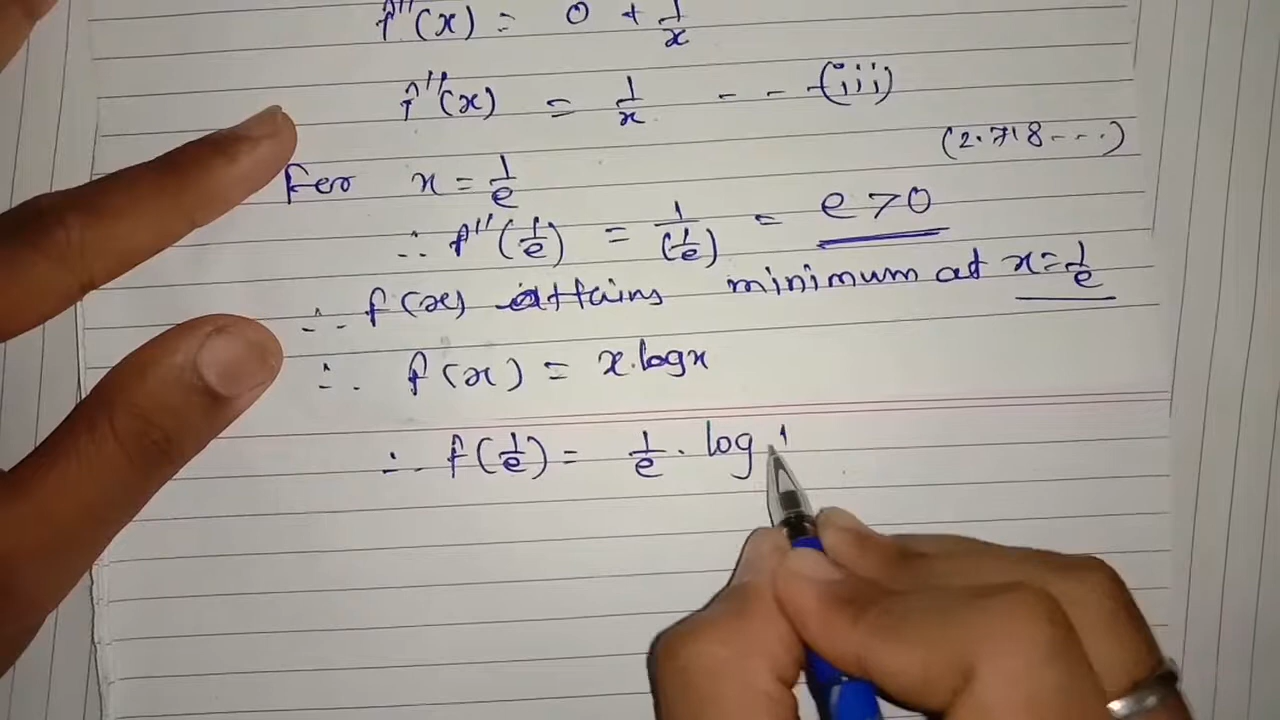 f''(x) = 0 + 1/x
f''(x) = 1/x - - - (iii)
(2.718---)
For x = 1/e
∴ f''(1/e) = 1/(1/e) = e > 0
∴ f(x) attains minimum at x = 1/e
∴ f(x) = x.logx
∴ f(1/e) = 1/e . log 1